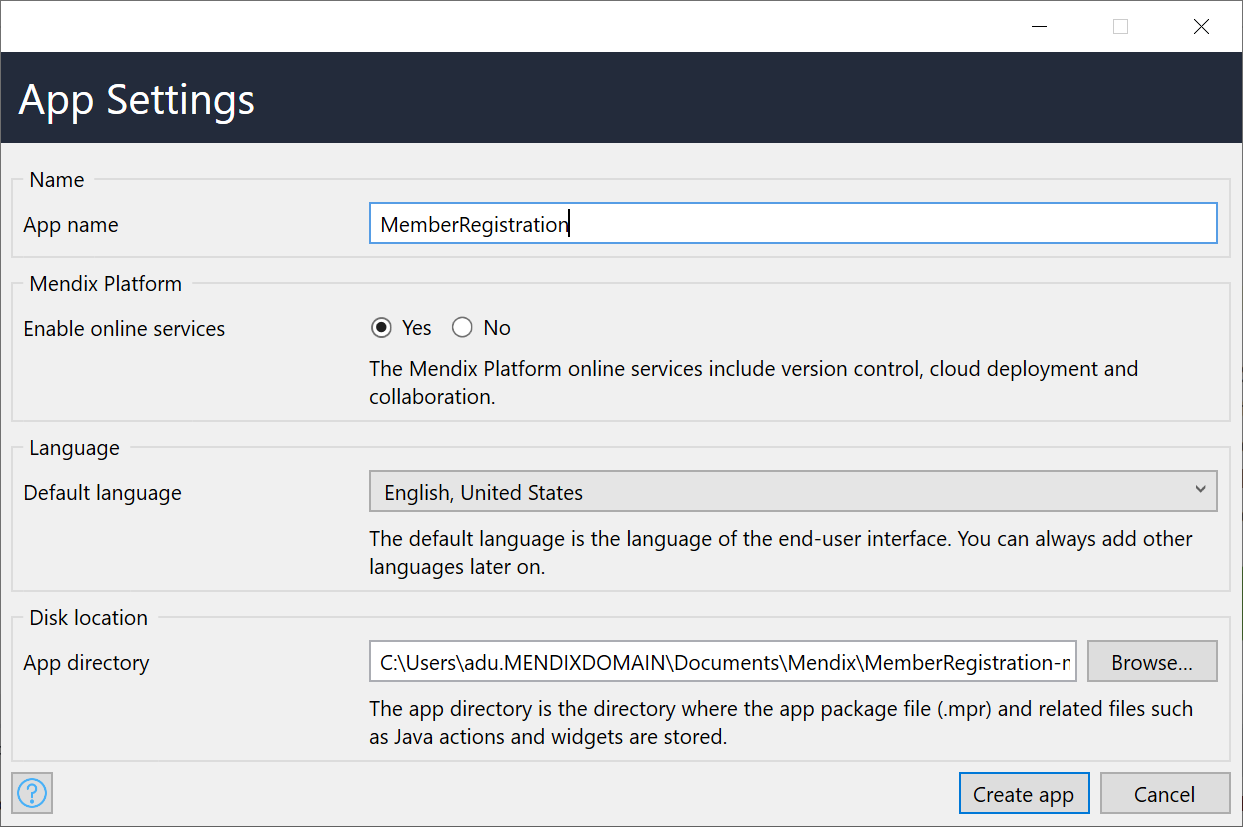 App Settings
Name
App name
MemberRegistration
Mendix Platform
Enable online services
Yes
No
The Mendix Platform online services include version control, cloud deployment and
collaboration.
Language
Default language
English, United States
The default language is the language of the end-user interface. You can always add other
languages later on.
Disk location
App directory
C:\Users\adu.MENDIXDOMAIN\Documents\Mendix\MemberRegistration-
Browse...
The app directory is the directory where the app package file (.mpr) and related files such
as Java actions and widgets are stored.
?
Create app
Cancel